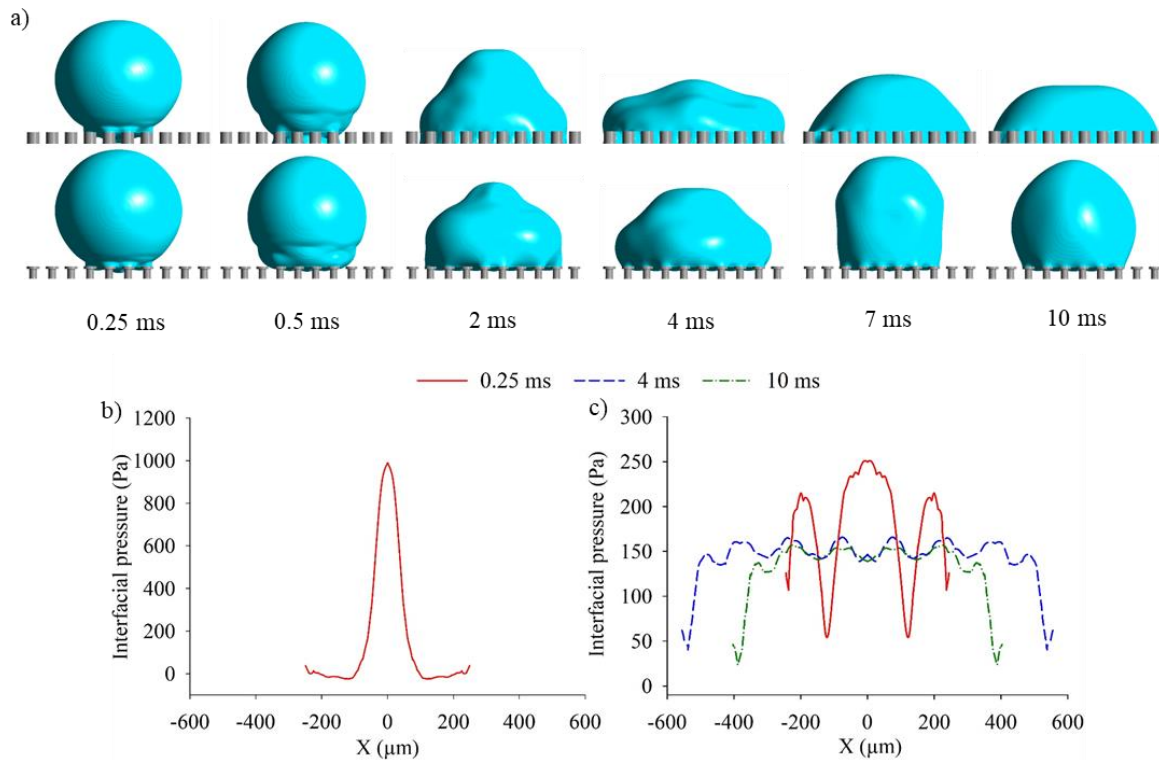 a)
0.25 ms 0.5 ms 2 ms 4 ms 7 ms 10 ms
0.25 ms 4 ms 10 ms
b)
Interfacial pressure (Pa)
1200
1000
800
600
400
200
0
-200
-600 -400 -200 0 200 400 600
X (μm)
c)
Interfacial pressure (Pa)
300
250
200
150
100
50
0
-600 -400 -200 0 200 400 600
X (μm)